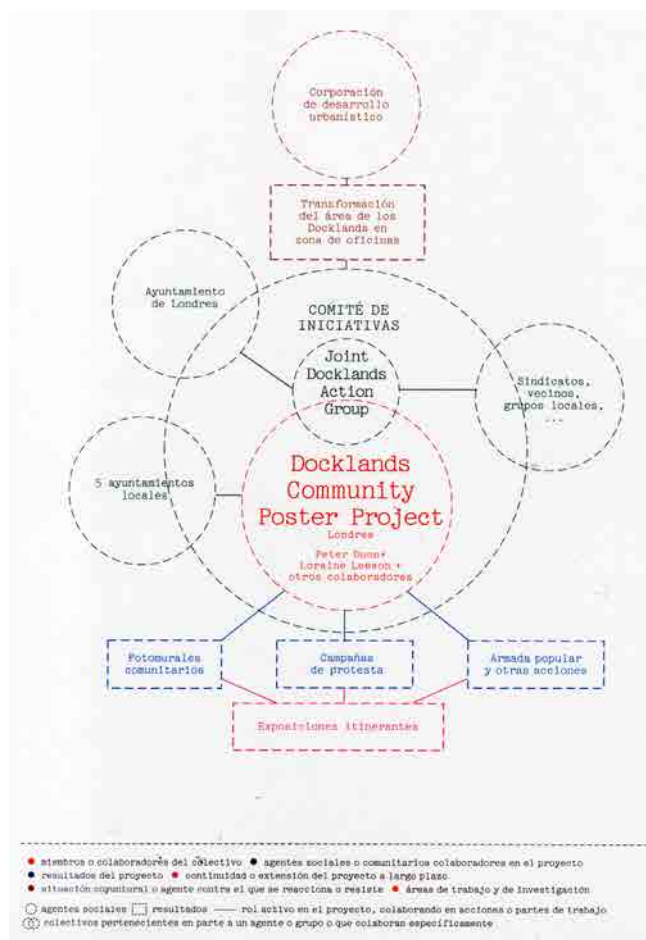 Corporación
de desarrollo
urbanístico
Transformación
del área de los
Docklands en
zona de oficinas
Ayuntamiento
de Londres
COMITÉ DE
INICIATIVAS
Joint
Docklands
Action
Group
Sindicatos,
vecinos,
grupos locales,
...
5 ayuntamientos
locales
Docklands
Community
Poster Project
Londres
Peter Dunn+
Loraine Leeson +
otros colaboradores
Fotomurales
comunitarios
Campañas
de protesta
Armada popular
y otras acciones
Exposiciones itinerantes
miembros o colaboradores del colectivo agentes sociales o comunitarios colaboradores en el proyecto
resultados del proyecto continuidad o extensión del proyecto a largo plazo
situación coyuntural o agente contra el que se reacciona o resiste áreas de trabajo y de investigación
agentes sociales resultados rol activo en el proyecto, colaborando en acciones o partes de trabajo
colectivos pertenecientes en parte a un agente o grupo o que colaboran específicamente